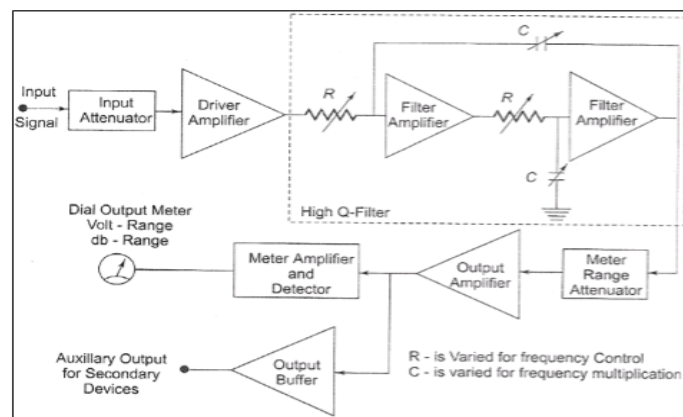 C
Input
Signal
Input
Attenuator
Driver
Amplifier
R
Filter
Amplifier
R
Filter
Amplifier
C
High Q-Filter
Dial Output Meter
Volt - Range
db - Range
Meter Amplifier
and
Detector
Output
Amplifier
Meter
Range
Attenuator
Auxillary Output
for Secondary
Devices
Output
Buffer
R - is Varied for frequency Control
C - is varied for frequency multiplication